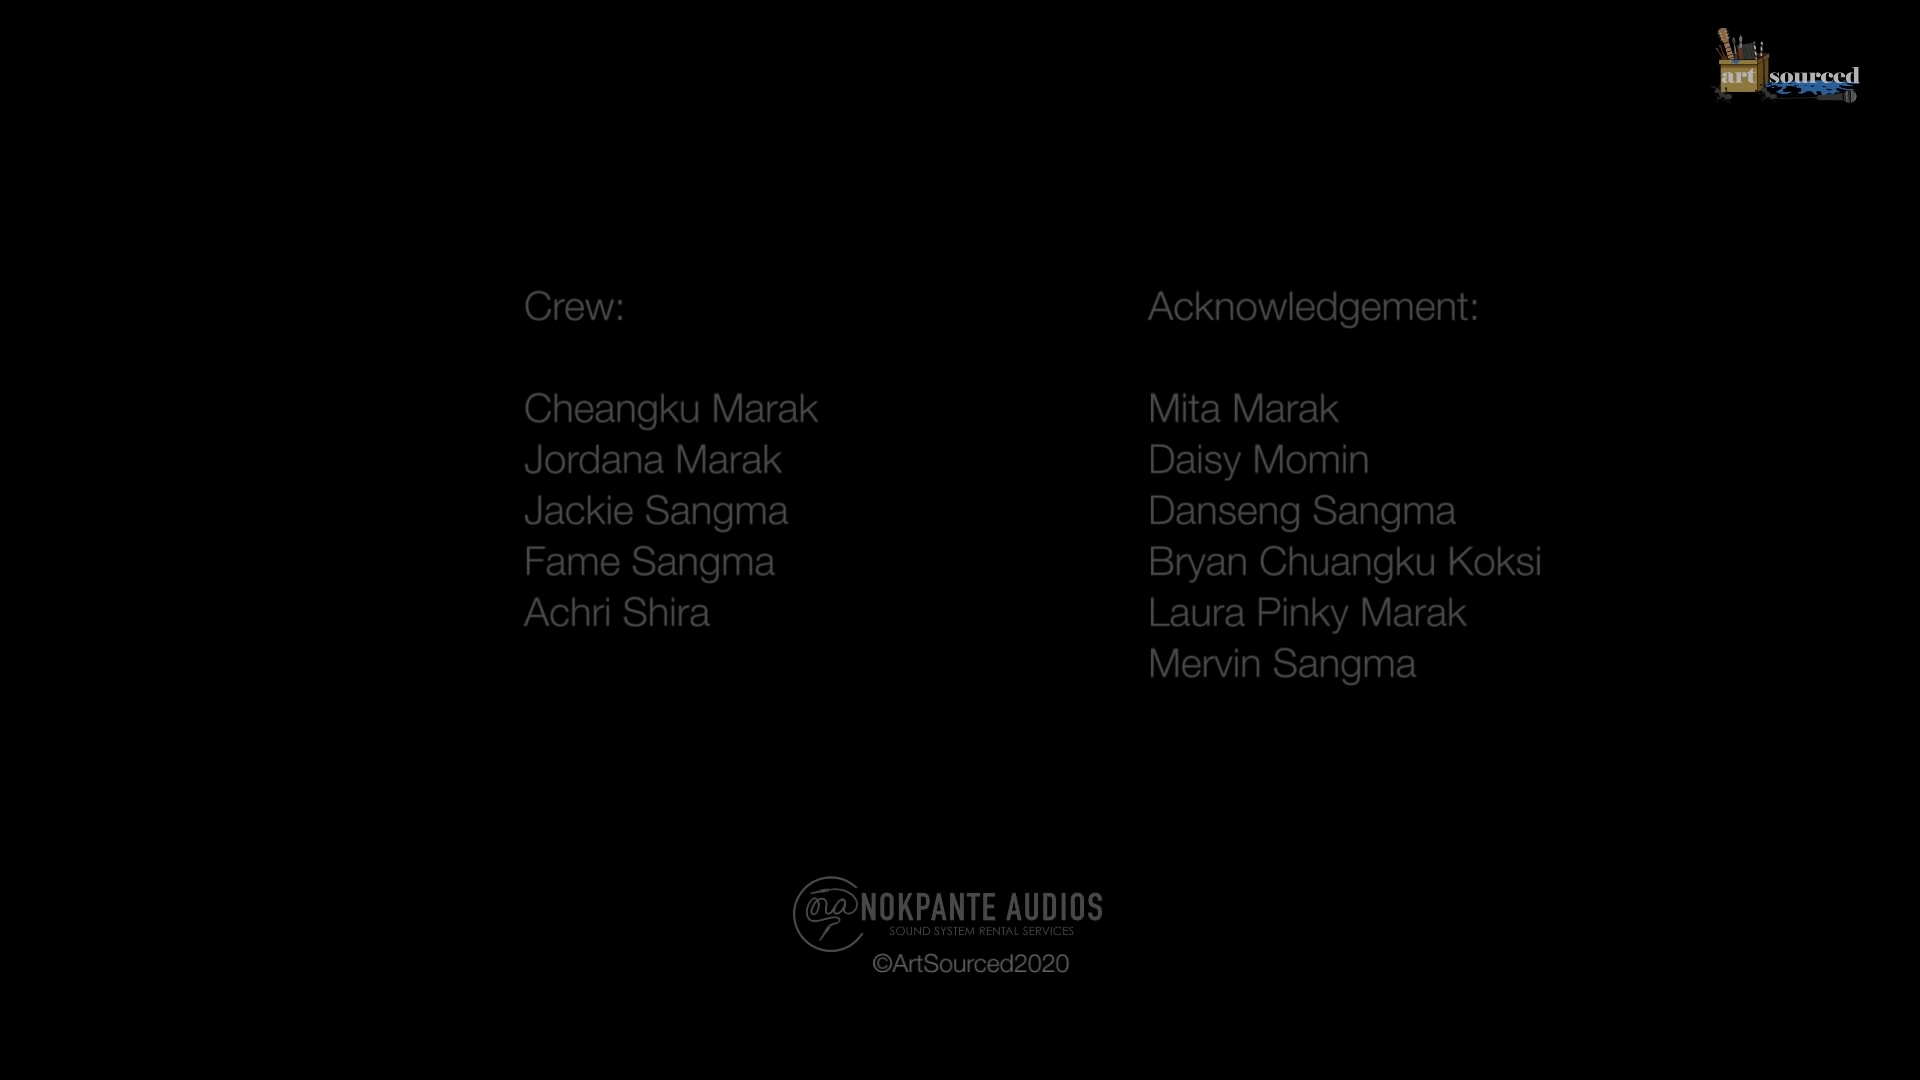 art sourced
Crew:
Cheangku Marak
Jordana Marak
Jackie Sangma
Fame Sangma
Achri Shira
Acknowledgement:
Mita Marak
Daisy Momin
Danseng Sangma
Bryan Chuangku Koksi
Laura Pinky Marak
Mervin Sangma
na NOKPANTE AUDIOS
SOUND SYSTEM RENTAL SERVICES
©ArtSourced2020